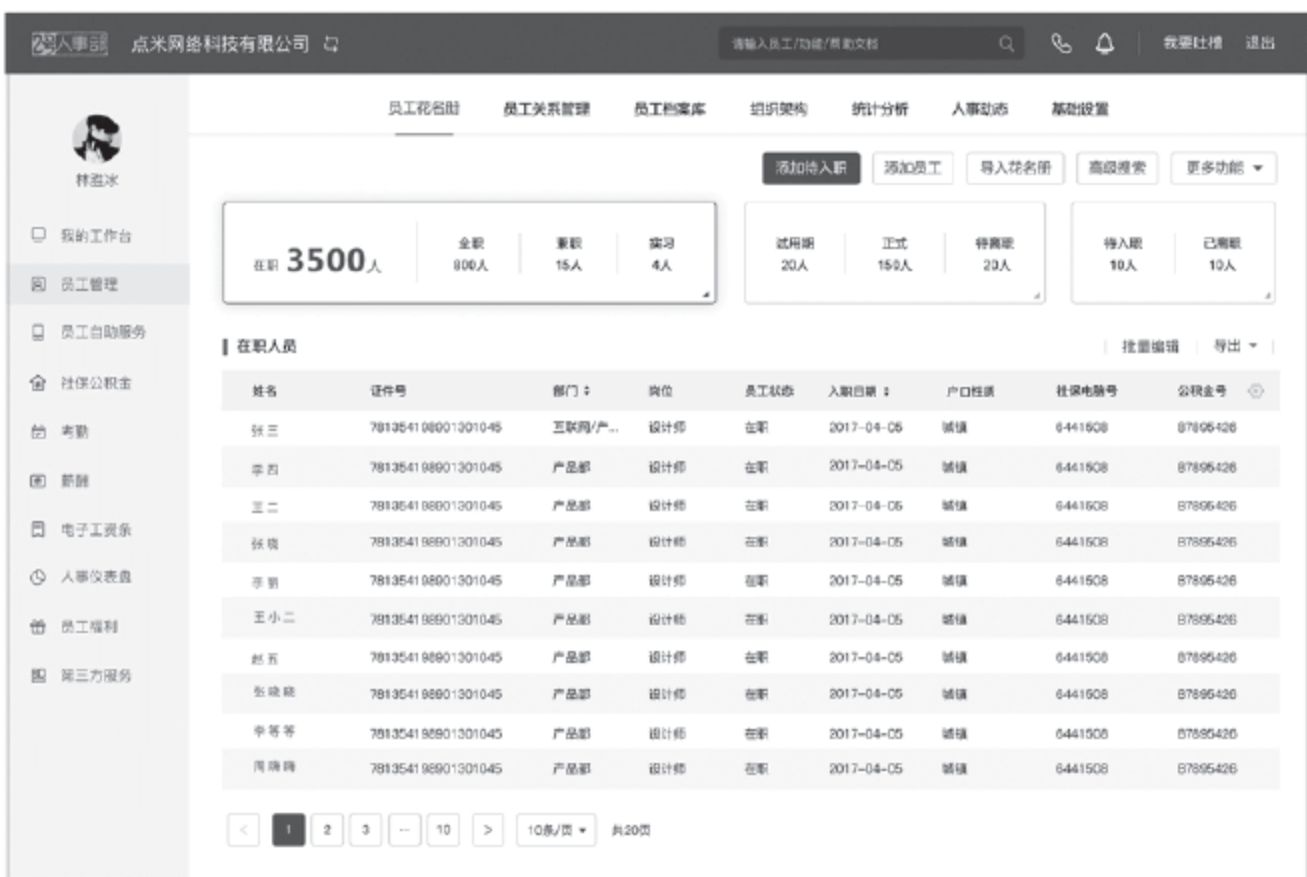 人事部 点米网络科技有限公司 请输入员工/功能/帮助文档 我要吐槽 退出
林滢冰
我的工作台
员工管理
员工自助服务
社保公积金
考勤
薪酬
电子工资条
人事仪表盘
员工福利
第三方服务
员工花名册 员工关系管理 员工档案库 组织架构 统计分析 人事动态 基础设置
添加待入职 添加员工 导入花名册 高级搜索 更多功能
在职 3500人
全职 兼职 实习
800人 15人 4人
试用期 正式 待离职
20人 150人 20人
待入职 已离职
10人 10人
在职人员 批量编辑 导出
姓名 证件号 部门 岗位 员工状态 入职日期 户口性质 社保电脑号 公积金号
张三 781354198901301045 互联网/产... 设计师 在职 2017-04-05 城镇 6441508 87895426
李四 781354198901301045 产品部 设计师 在职 2017-04-05 城镇 6441508 87895426
王二 781354198901301045 产品部 设计师 在职 2017-04-05 城镇 6441508 87895426
张晓 781354198901301045 产品部 设计师 在职 2017-04-05 城镇 6441508 87895426
李丽 781354198901301045 产品部 设计师 在职 2017-04-05 城镇 6441508 87895426
王小二 781354198901301045 产品部 设计师 在职 2017-04-05 城镇 6441508 87895426
赵五 781354198901301045 产品部 设计师 在职 2017-04-05 城镇 6441508 87895426
张晓晓 781354198901301045 产品部 设计师 在职 2017-04-05 城镇 6441508 87895426
李等等 781354198901301045 产品部 设计师 在职 2017-04-05 城镇 6441508 87895426
781354198901301045 产品部 设计师 在职 2017-04-05 城镇 6441508 87895426
< 1 2 3 ... 10 > 10条/页 共20页